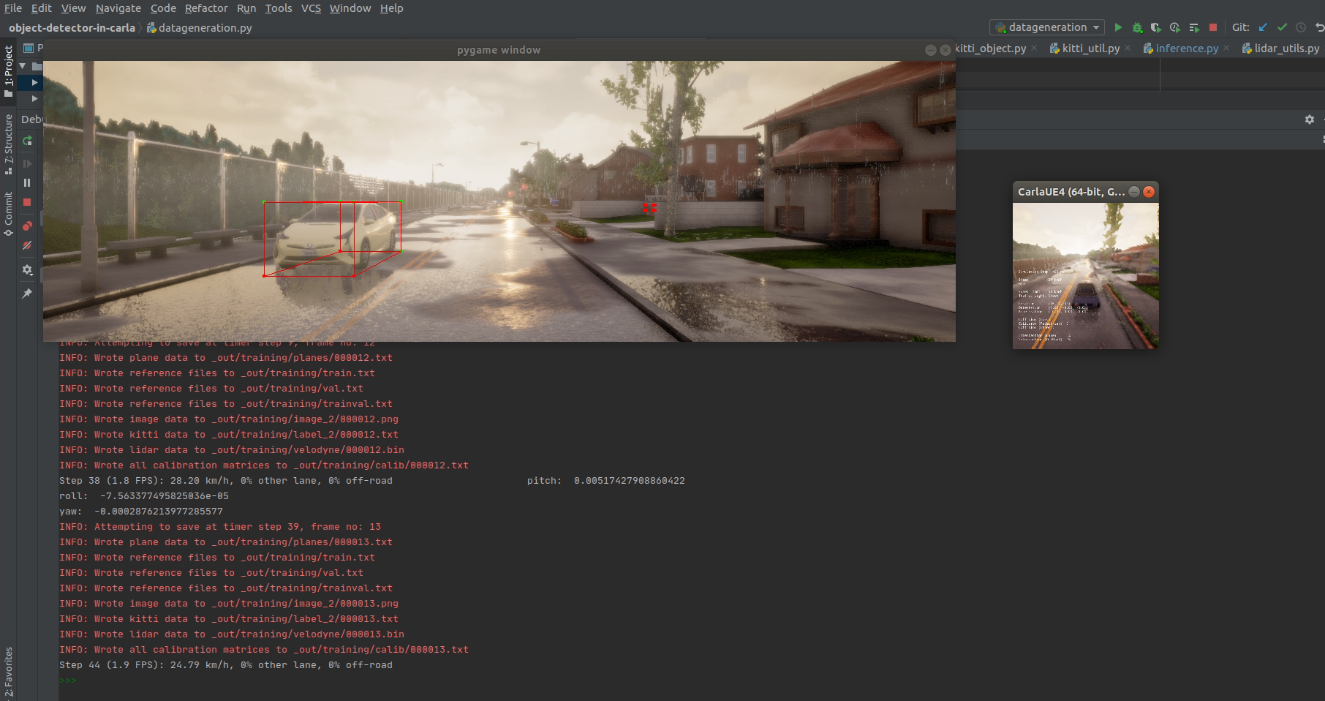 File Edit View Navigate Code Refactor Run Tools VCS Window Help
object-detector-in-carla datageneration.py
datageneration
Git:
pygame window
kitti_object.py kitti_util.py inference.py lidar_utils.py
1: Project
P
7: Structure
Debu
Commit
2: Favorites
CarlaUE4 (64-bit, G...
INFO: Attempting to save at timer step 9, frame no: 12
INFO: Wrote plane data to _out/training/planes/000012.txt
INFO: Wrote reference files to _out/training/train.txt
INFO: Wrote reference files to _out/training/val.txt
INFO: Wrote reference files to _out/training/trainval.txt
INFO: Wrote image data to _out/training/image_2/000012.png
INFO: Wrote kitti data to _out/training/label_2/000012.txt
INFO: Wrote lidar data to _out/training/velodyne/000012.bin
INFO: Wrote all calibration matrices to _out/training/calib/000012.txt
Step 38 (1.8 FPS): 28.20 km/h, 0% other lane, 0% off-road pitch: 0.00517427908860422
roll: -7.563377495825036e-05
yaw: -0.0002876213977285577
INFO: Attempting to save at timer step 39, frame no: 13
INFO: Wrote plane data to _out/training/planes/000013.txt
INFO: Wrote reference files to _out/training/train.txt
INFO: Wrote reference files to _out/training/val.txt
INFO: Wrote reference files to _out/training/trainval.txt
INFO: Wrote image data to _out/training/image_2/000013.png
INFO: Wrote kitti data to _out/training/label_2/000013.txt
INFO: Wrote lidar data to _out/training/velodyne/000013.bin
INFO: Wrote all calibration matrices to _out/training/calib/000013.txt
Step 44 (1.9 FPS): 24.79 km/h, 0% other lane, 0% off-road
>>>